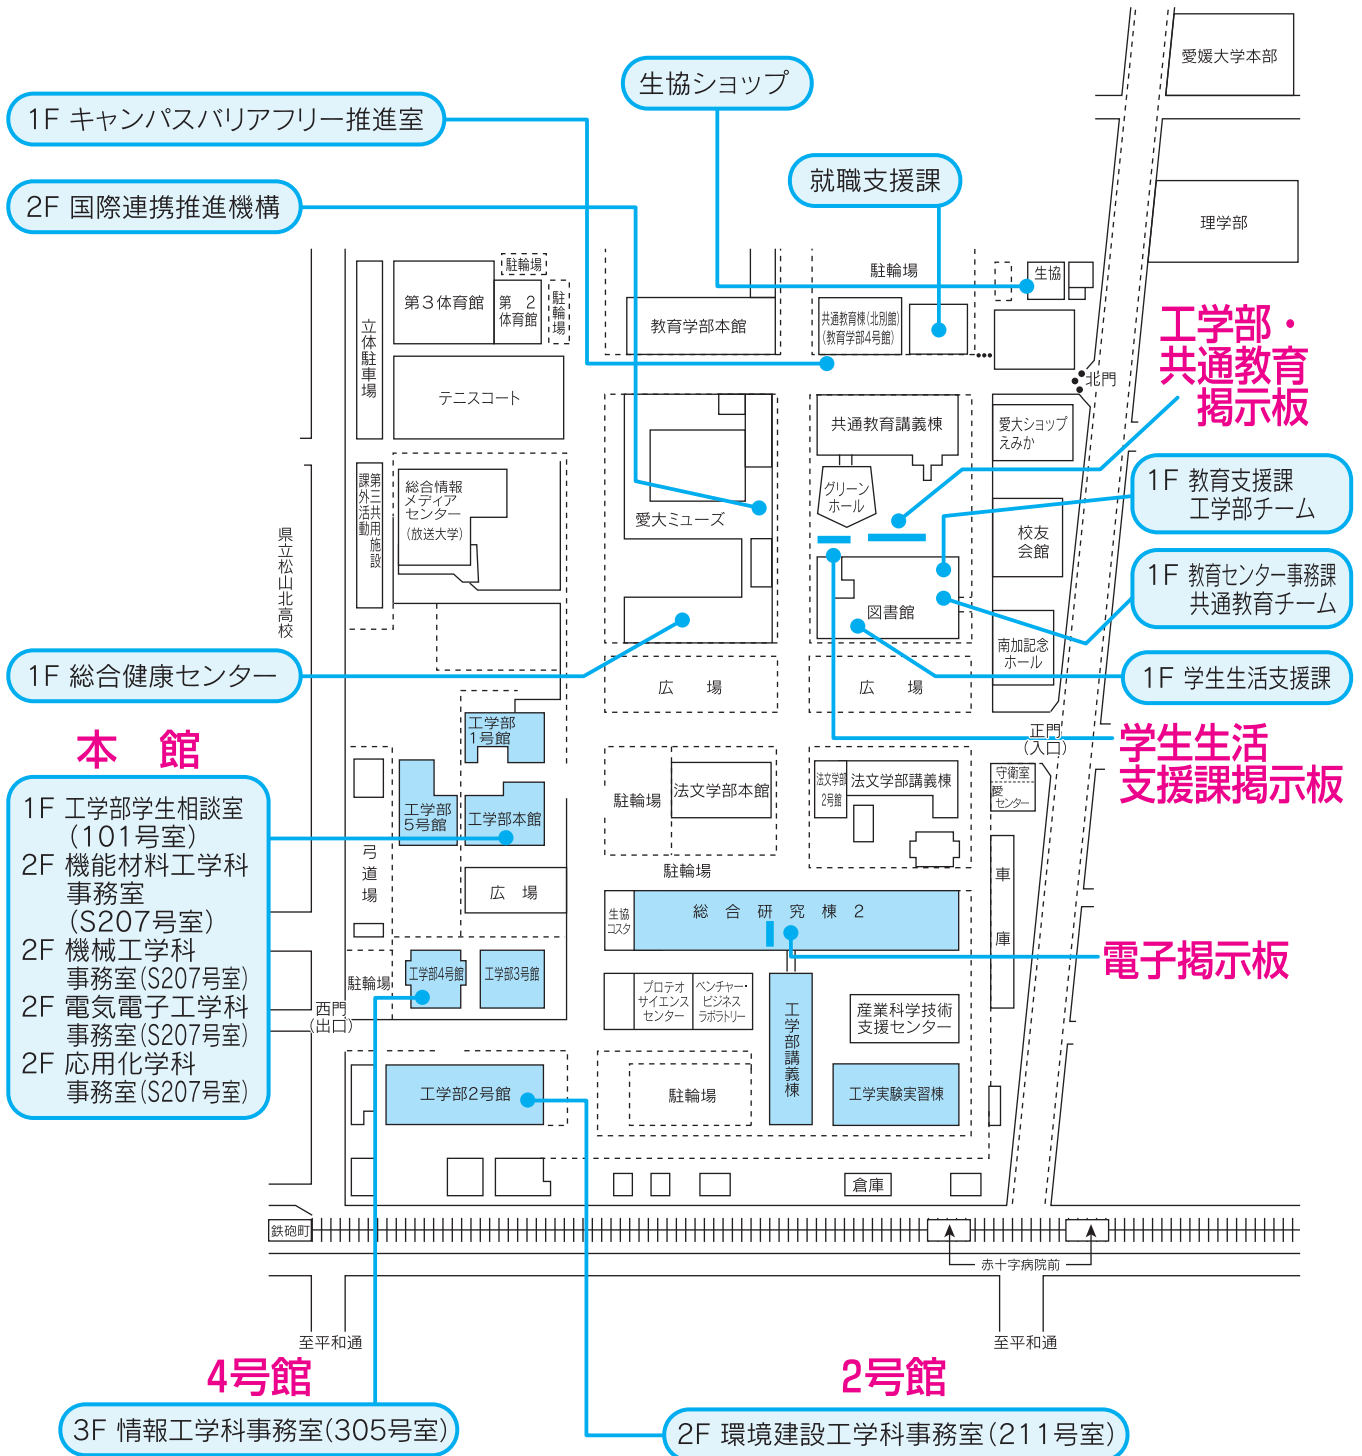 愛媛大学本部
生協ショップ
1F キャンパスバリアフリー推進室
就職支援課
2F 国際連携推進機構
理学部
駐輪場
駐輪場
生協
第3体育館
第 2
体育館
駐輪場
立体駐車場
教育学部本館
共通教育棟(北別館)
(教育学部4号館)
工学部・
共通教育
掲示板
北門
テニスコート
共通教育講義棟
愛大ショップ
えみか
1F 教育支援課
工学部チーム
第三共用施設
課外活動
総合情報
メディア
センター
(放送大学)
グリーン
ホール
愛大ミューズ
校友
会館
県立松山北高校
1F 教育センター事務課
共通教育チーム
図書館
南加記念
ホール
1F 総合健康センター
広 場
広 場
1F 学生生活支援課
工学部
1号館
正門
(入口)
学生生活
支援課掲示板
本 館
守衛室
愛
センター
1F 工学部学生相談室
(101号室)
2F 機能材料工学科
事務室
(S207号室)
2F 機械工学科
事務室(S207号室)
2F 電気電子工学科
事務室(S207号室)
2F 応用化学科
事務室(S207号室)
工学部
5号館
工学部本館
駐輪場
法文学部本館
法文学部
2号館
法文学部講義棟
弓道場
駐輪場
広 場
車庫
生協
コスタ
総合研究棟2
電子掲示板
駐輪場
工学部4号館
工学部3号館
プロテオ
サイエンス
センター
ベンチャー・
ビジネス
ラボラトリー
工学部講義棟
産業科学技術
支援センター
西門
(出口)
工学部2号館
駐輪場
工学実験実習棟
倉庫
鉄砲町
赤十字病院前
至平和通
至平和通
4号館
2号館
3F 情報工学科事務室(305号室)
2F 環境建設工学科事務室(211号室)